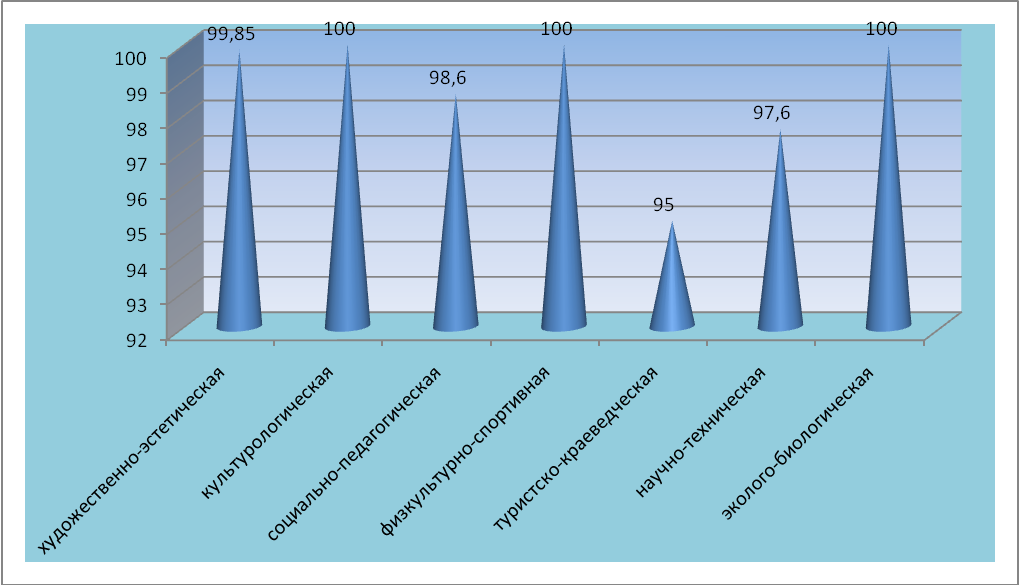 99,85
100
98,6
100
95
97,6
100
100
99
98
97
96
95
94
93
92
художественно-эстетическая
культурологическая
социально-педагогическая
физкультурно-спортивная
туристско-краеведческая
научно-техническая
эколого-биологическая